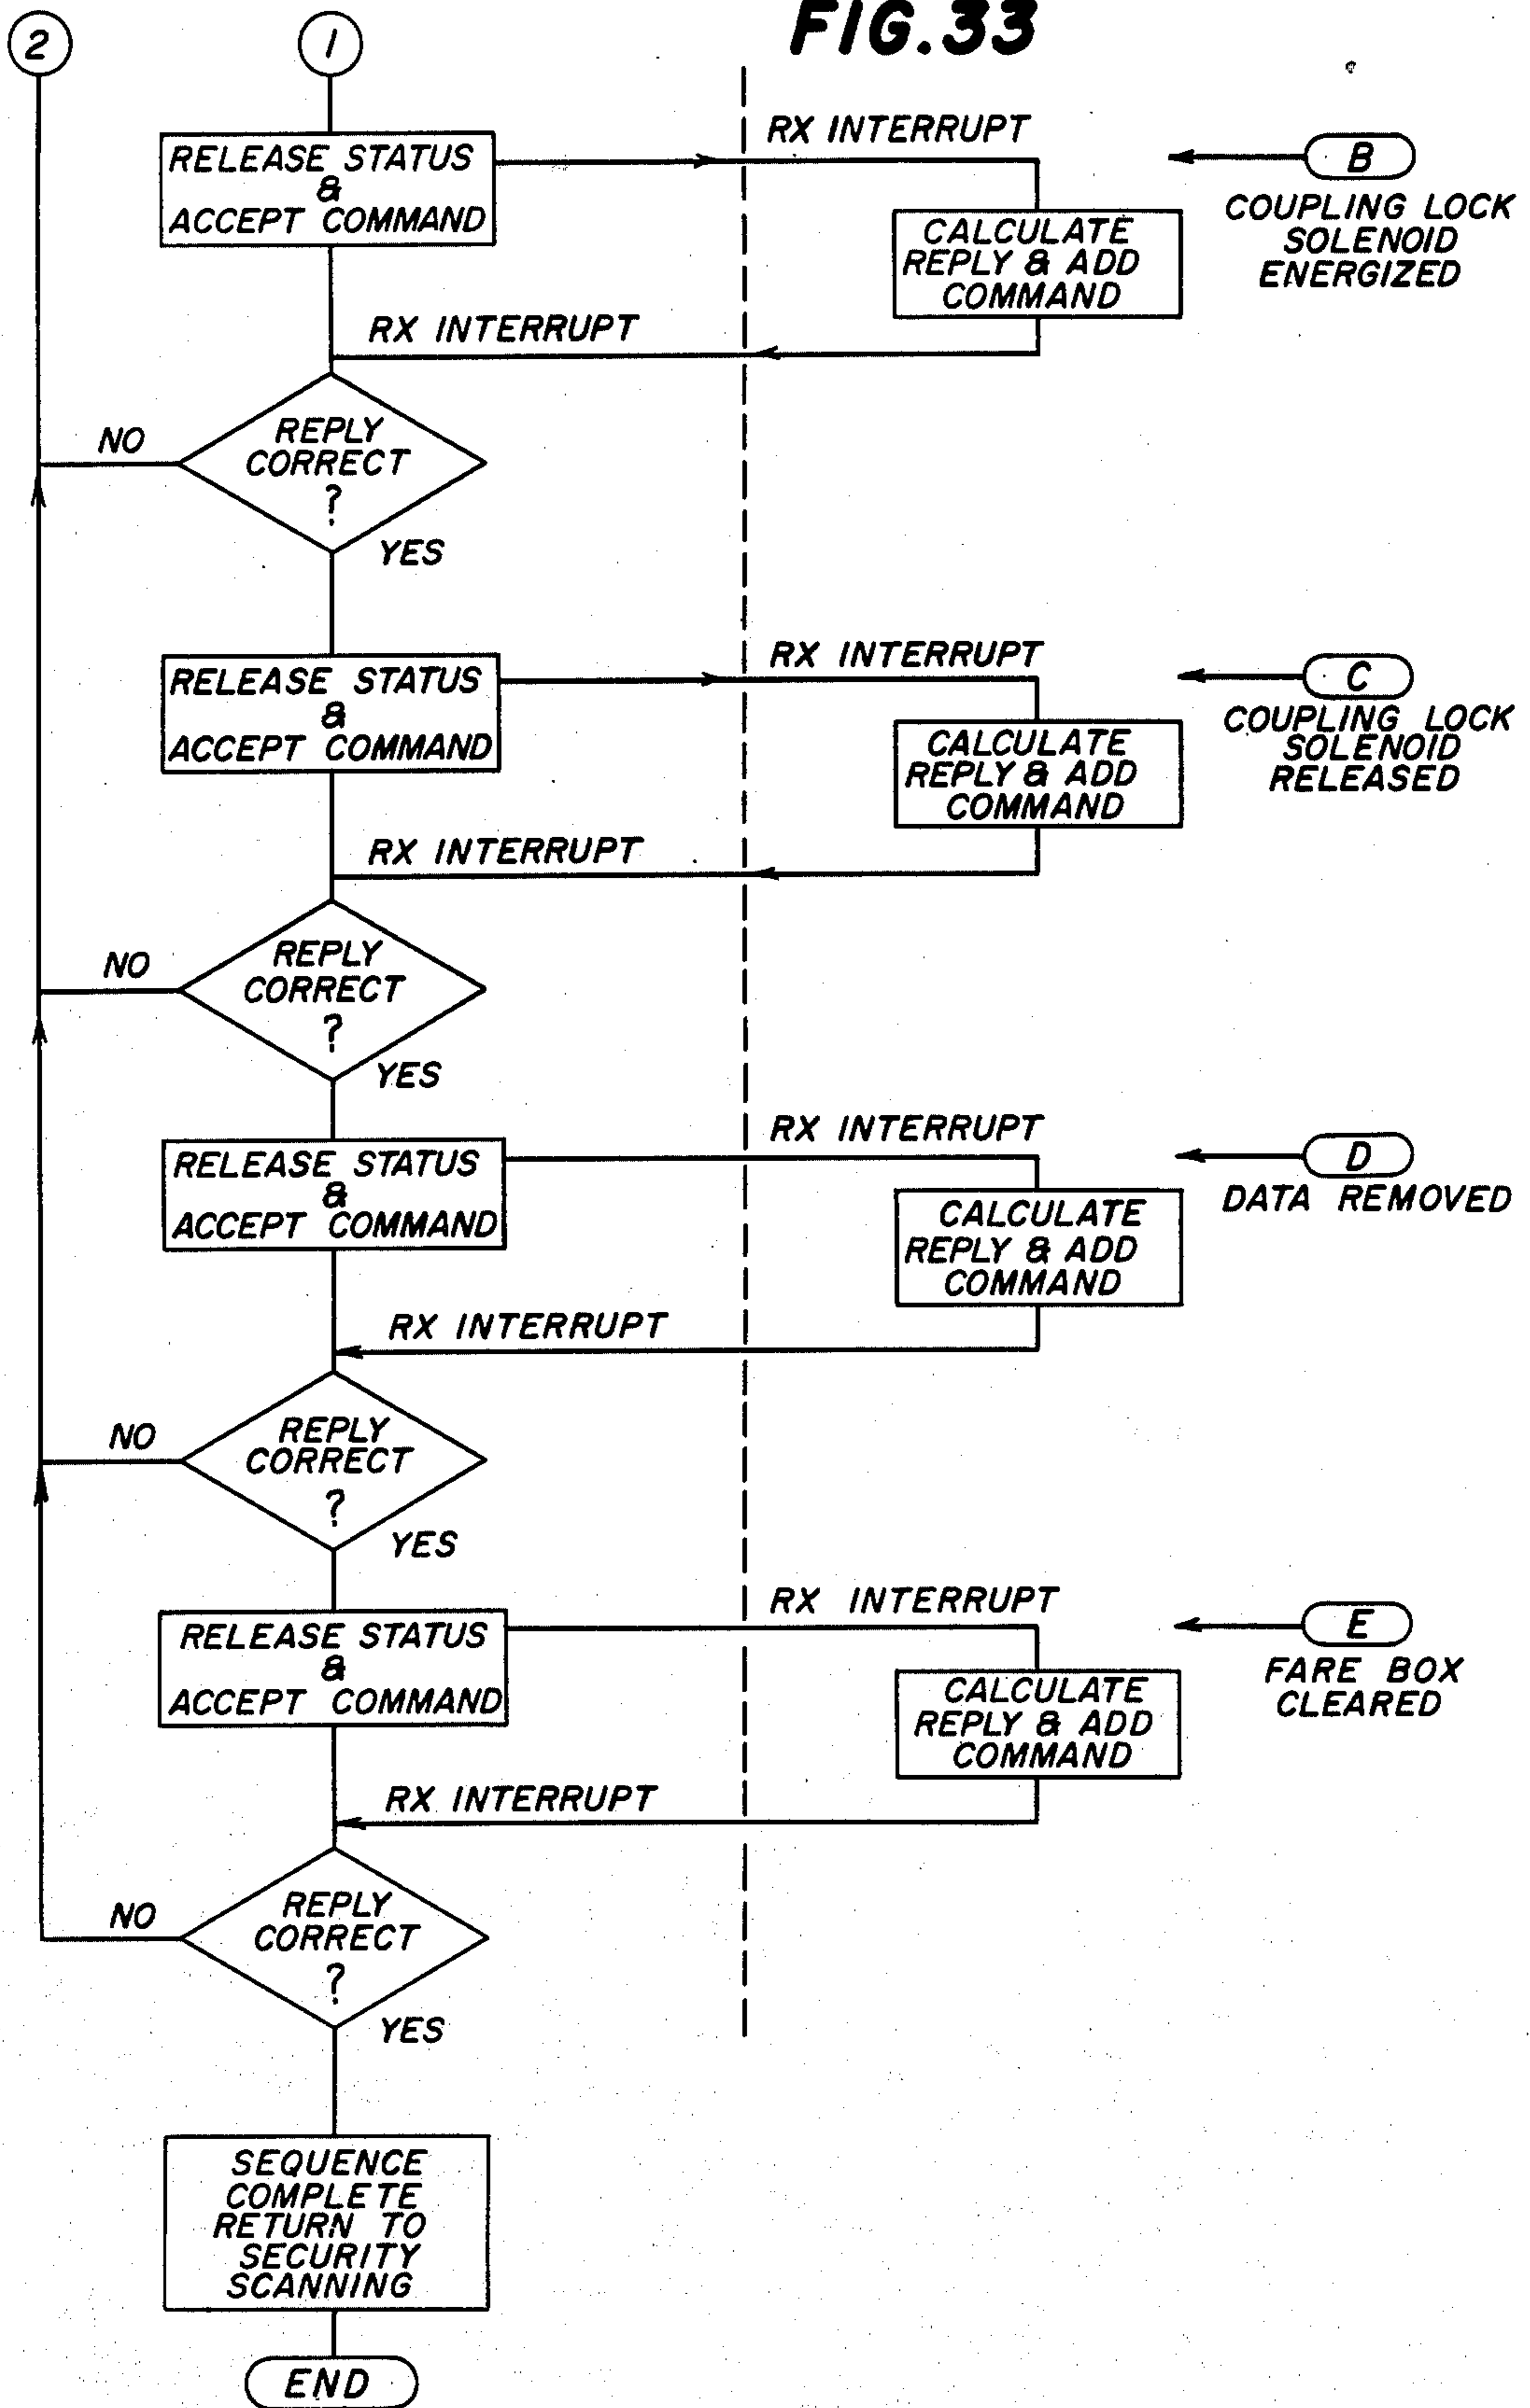 FIG.33
2
1
RX INTERRUPT
B
RELEASE STATUS
&
ACCEPT COMMAND
COUPLING LOCK
SOLENOID
ENERGIZED
CALCULATE
REPLY & ADD
COMMAND
RX INTERRUPT
NO
REPLY
CORRECT
?
YES
RX INTERRUPT
C
RELEASE STATUS
&
ACCEPT COMMAND
COUPLING LOCK
SOLENOID
RELEASED
CALCULATE
REPLY & ADD
COMMAND
RX INTERRUPT
NO
REPLY
CORRECT
?
YES
RX INTERRUPT
D
RELEASE STATUS
&
ACCEPT COMMAND
DATA REMOVED
CALCULATE
REPLY & ADD
COMMAND
RX INTERRUPT
NO
REPLY
CORRECT
?
YES
RX INTERRUPT
E
RELEASE STATUS
&
ACCEPT COMMAND
FARE BOX
CLEARED
CALCULATE
REPLY & ADD
COMMAND
RX INTERRUPT
NO
REPLY
CORRECT
?
YES
SEQUENCE
COMPLETE
RETURN TO
SECURITY
SCANNING
END